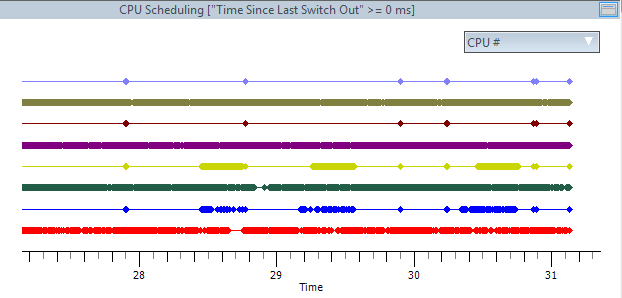 CPU Scheduling ["Time Since Last Switch Out" >= 0 ms]
CPU #
28 29 30 31
Time